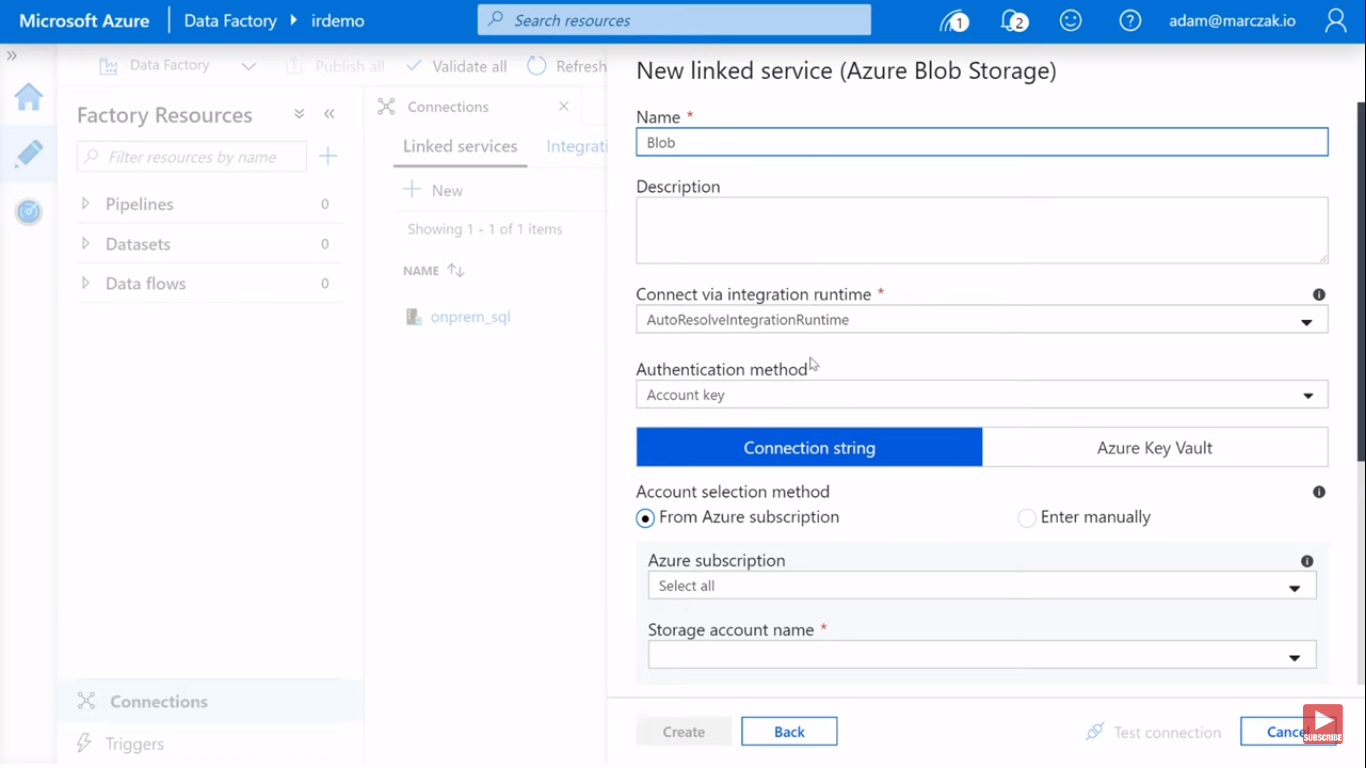 Microsoft Azure Data Factory irdemo Search resources 1 2 adam@marczak.io
Data Factory Publish all Validate all Refresh
Factory Resources
Filter resources by name
Pipelines 0
Datasets 0
Data flows 0
Connections
Triggers
Connections
Linked services Integrati
New
Showing 1 - 1 of 1 items
NAME
onprem_sql
New linked service (Azure Blob Storage)
Name *
Blob
Description
Connect via integration runtime *
AutoResolveIntegrationRuntime
Authentication method
Account key
Connection string Azure Key Vault
Account selection method
From Azure subscription Enter manually
Azure subscription
Select all
Storage account name *
Create Back Test connection Cancel
SUBSCRIBE